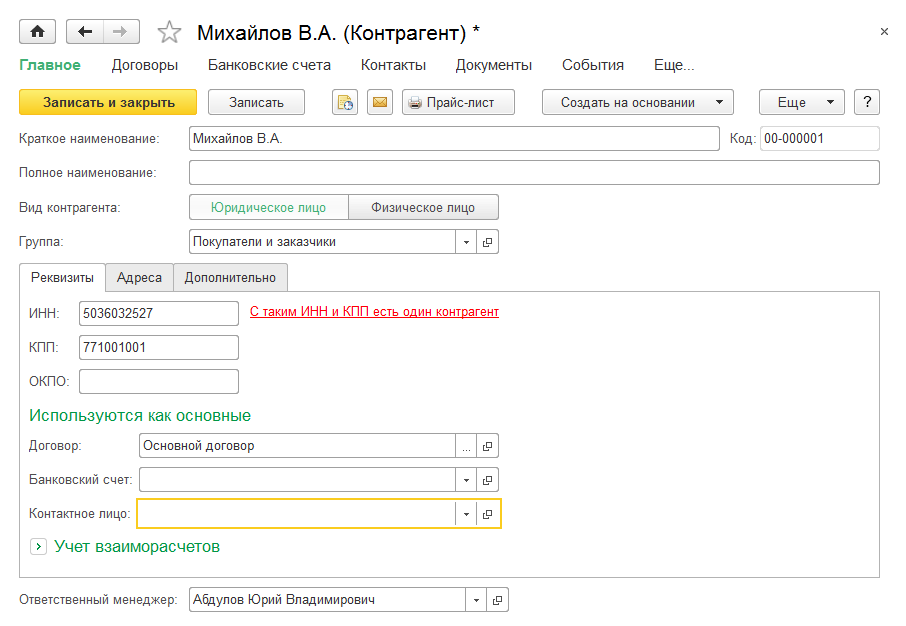 Михайлов В.А. (Контрагент) *
Главное Договоры Банковские счета Контакты Документы События Еще...
Записать и закрыть Записать Прайс-лист Создать на основании Еще ?
Краткое наименование: Михайлов В.А. Код: 00-000001
Полное наименование:
Вид контрагента: Юридическое лицо Физическое лицо
Группа: Покупатели и заказчики
Реквизиты Адреса Дополнительно
ИНН: 5036032527 С таким ИНН и КПП есть один контрагент
КПП: 771001001
ОКПО:
Используются как основные
Договор: Основной договор ...
Банковский счет:
Контактное лицо:
Учет взаиморасчетов
Ответственный менеджер: Абдулов Юрий Владимирович